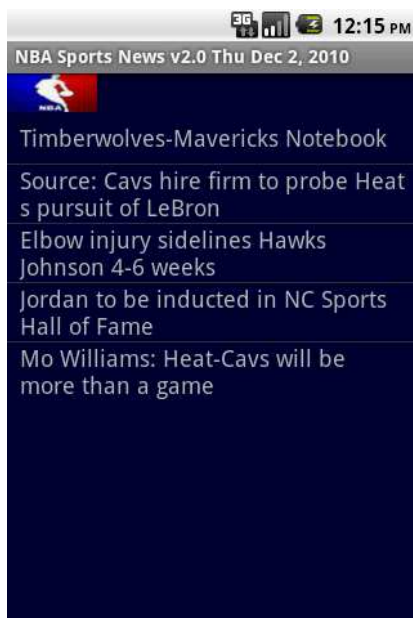 3G 12:15 PM
NBA Sports News v2.0 Thu Dec 2, 2010
NBA
Timberwolves-Mavericks Notebook
Source: Cavs hire firm to probe Heat
s pursuit of LeBron
Elbow injury sidelines Hawks
Johnson 4-6 weeks
Jordan to be inducted in NC Sports
Hall of Fame
Mo Williams: Heat-Cavs will be
more than a game